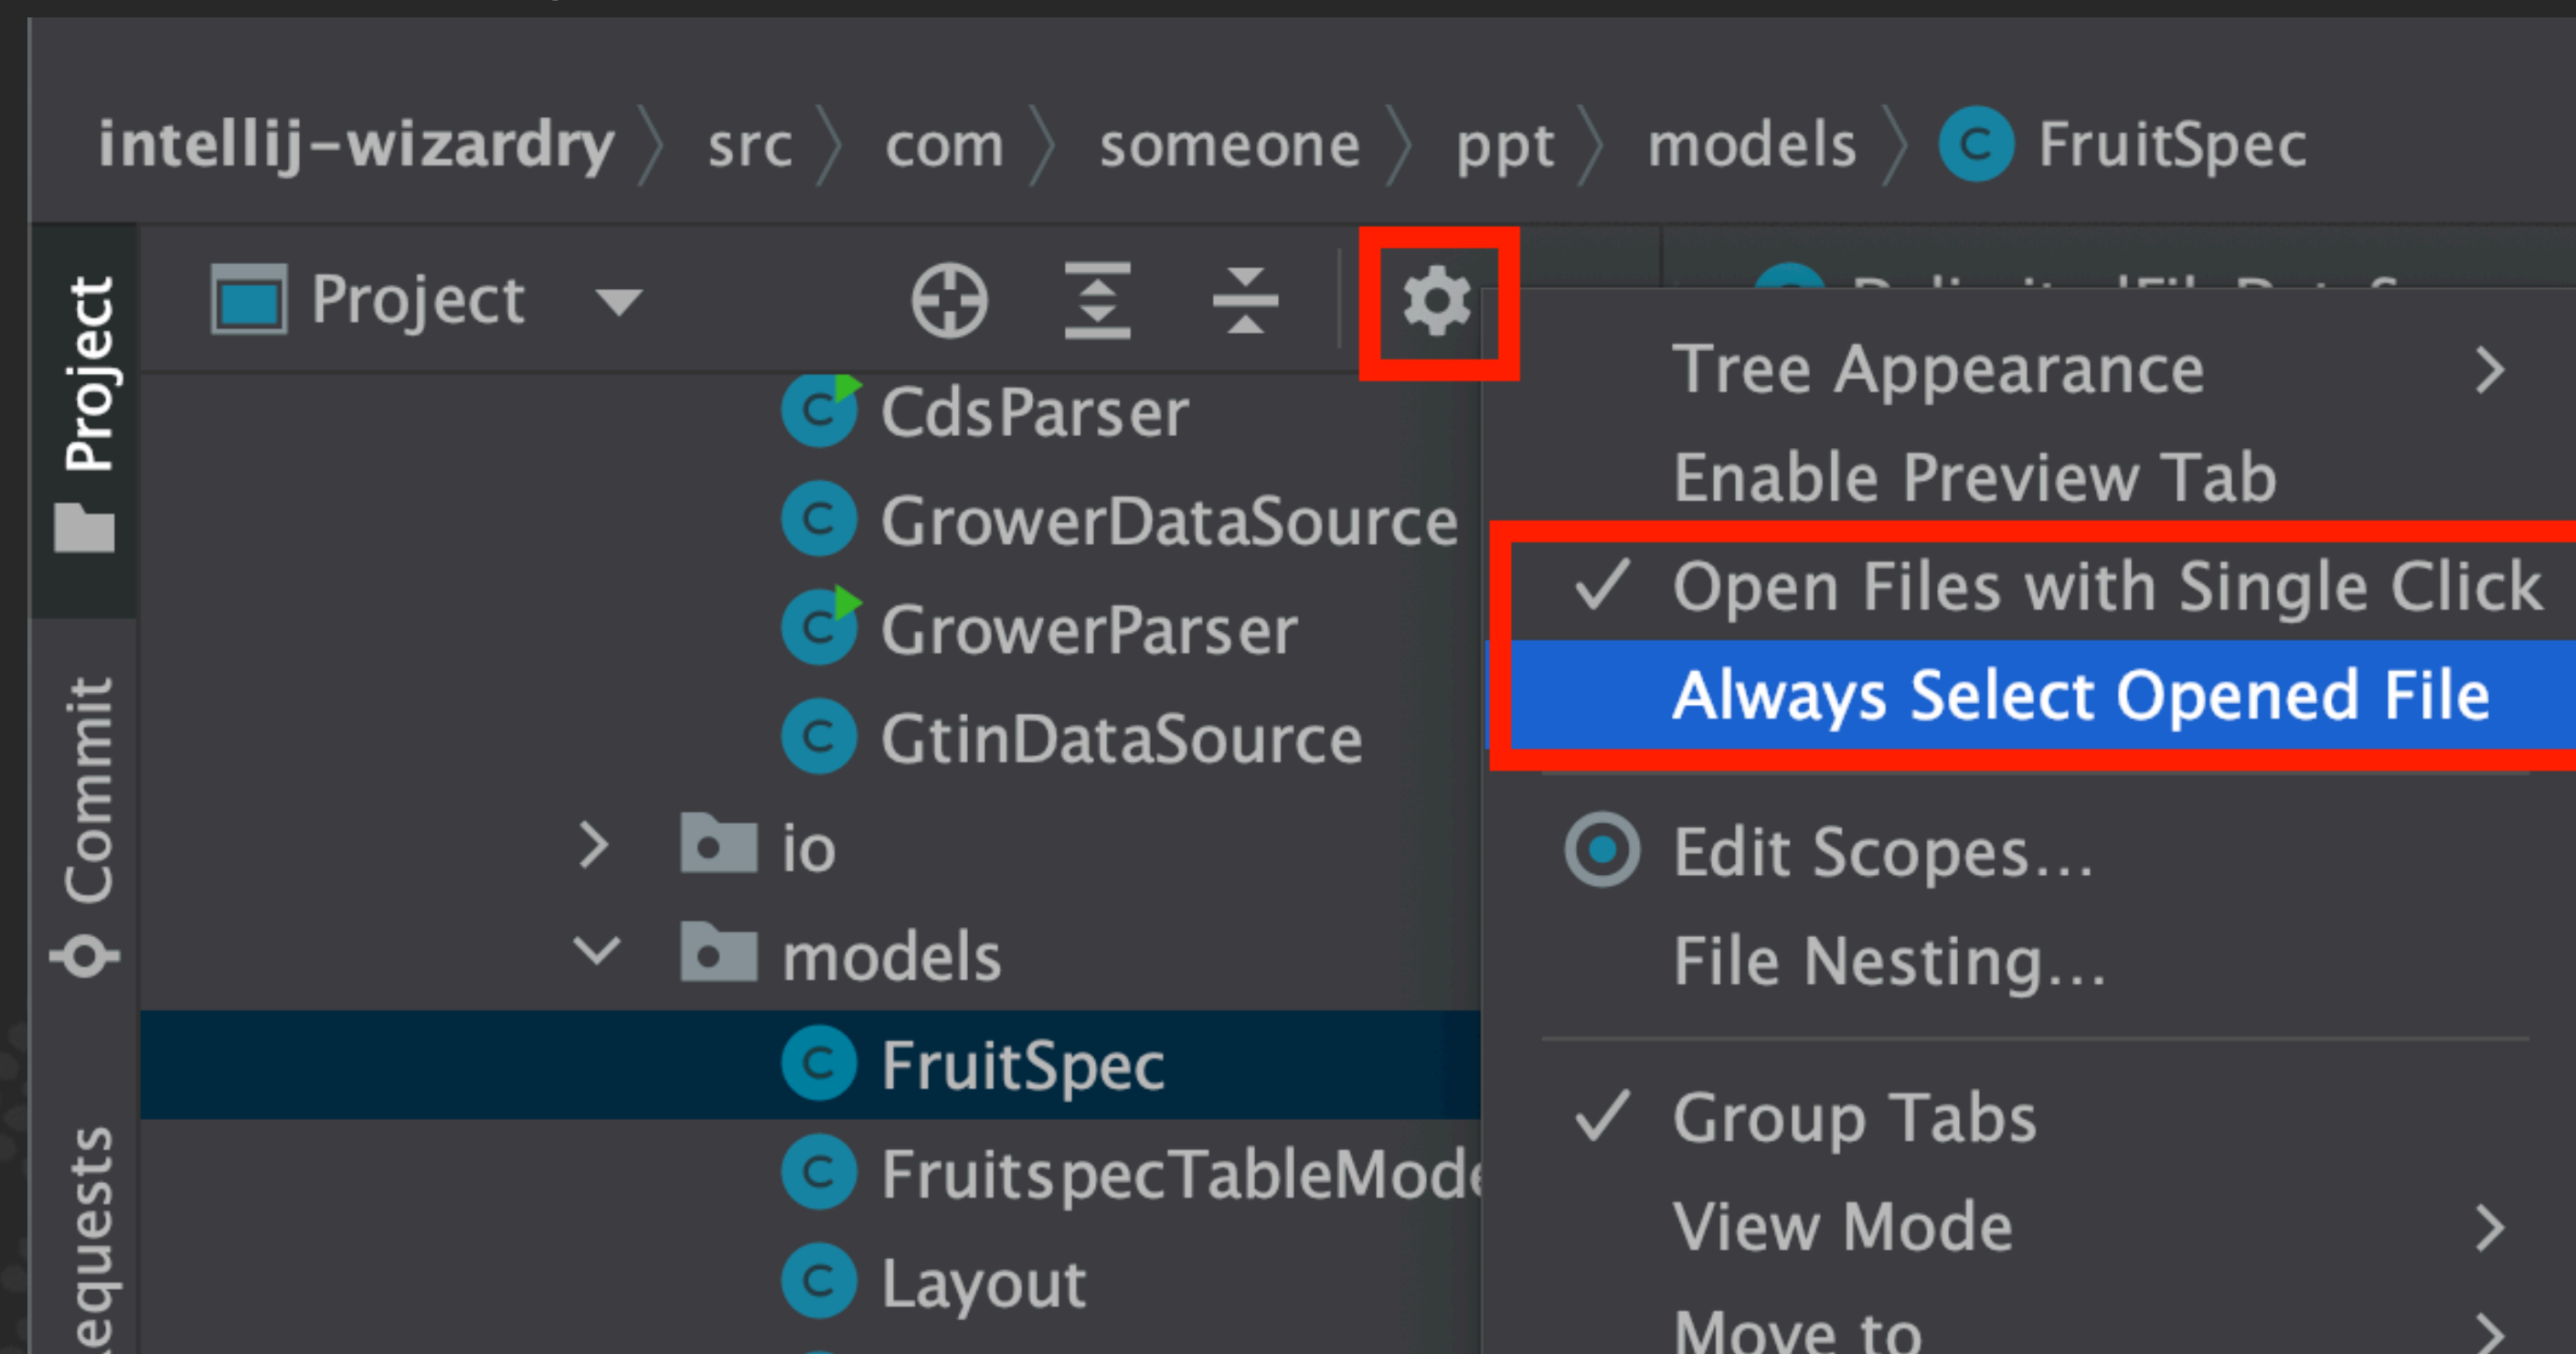 intellij-wizardry src com someone ppt models FruitSpec
Project
Project
Commit
CdsParser
GrowerDataSource
GrowerParser
GtinDataSource
io
models
FruitSpec
Layout
Tree Appearance
Enable Preview Tab
Open Files with Single Click
Always Select Opened File
Edit Scopes...
File Nesting...
Group Tabs
View Mode
Move to